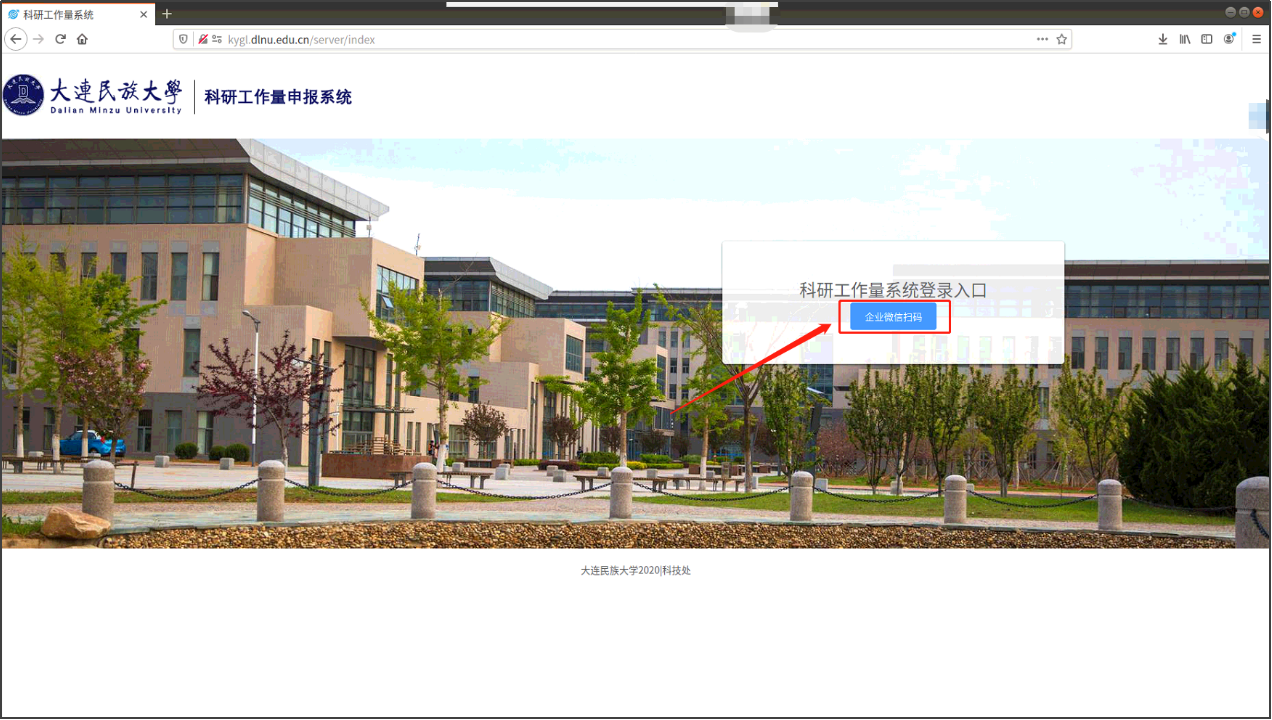 科研工作量系统
kygl.dlnu.edu.cn/server/index
大連民族大學
Dalian Minzu University
科研工作量申报系统
科研工作量系统登录入口
企业微信扫码
大连民族大学2020|科技处